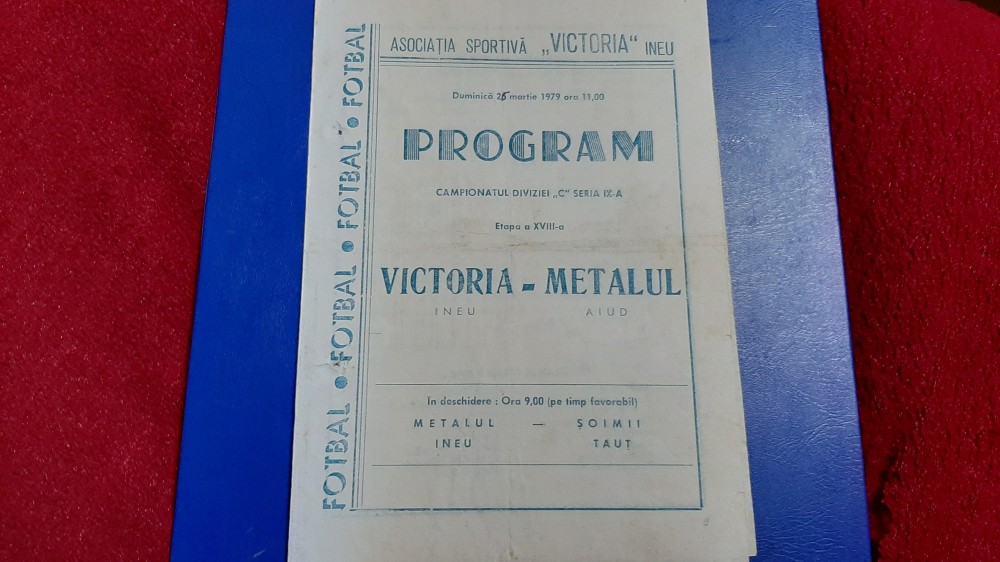 FOTBAL • FOTBAL • FOTBAL • FOTBAL
ASOCIAȚIA SPORTIVĂ „VICTORIA" INEU
Duminică 25 martie 1979 ora 11,00
PROGRAM
CAMPIONATUL DIVIZIEI „C" SERIA IX-A
Etapa a XVIII-a
VICTORIA - METALUL
INEU AIUD
În deschidere : Ora 9,00 (pe timp favorabil)
METALUL — ȘOIMII
INEU TAUȚ